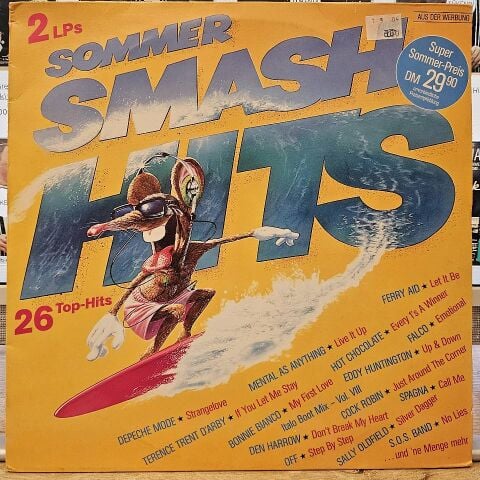 2 LPs
AUS DER WERBUNG
SOMMER
SMASH
HITS
Super
Sommer-Preis
DM 29.90
unverbindliche
Preisempfehlung
26 Top-Hits
FERRY AID ★ Let It Be
MENTAL AS ANYTHING ★ Live It Up
HOT CHOCOLATE ★ Every 1's A Winner
FALCO ★ Emotional
EDDY HUNTINGTON ★ Up & Down
DEPECHE MODE ★ Strangelove
TERENCE TRENT D'ARBY ★ If You Let Me Stay
BONNIE BIANCO ★ My First Love
Italo Boot Mix – Vol. VIII
COCK ROBIN ★ Just Around The Corner
DEN HARROW ★ Don't Break My Heart
SPAGNA ★ Call Me
OFF ★ Step By Step
SALLY OLDFIELD ★ Silver Dagger
S.O.S. BAND ★ No Lies
... und 'ne Menge mehr